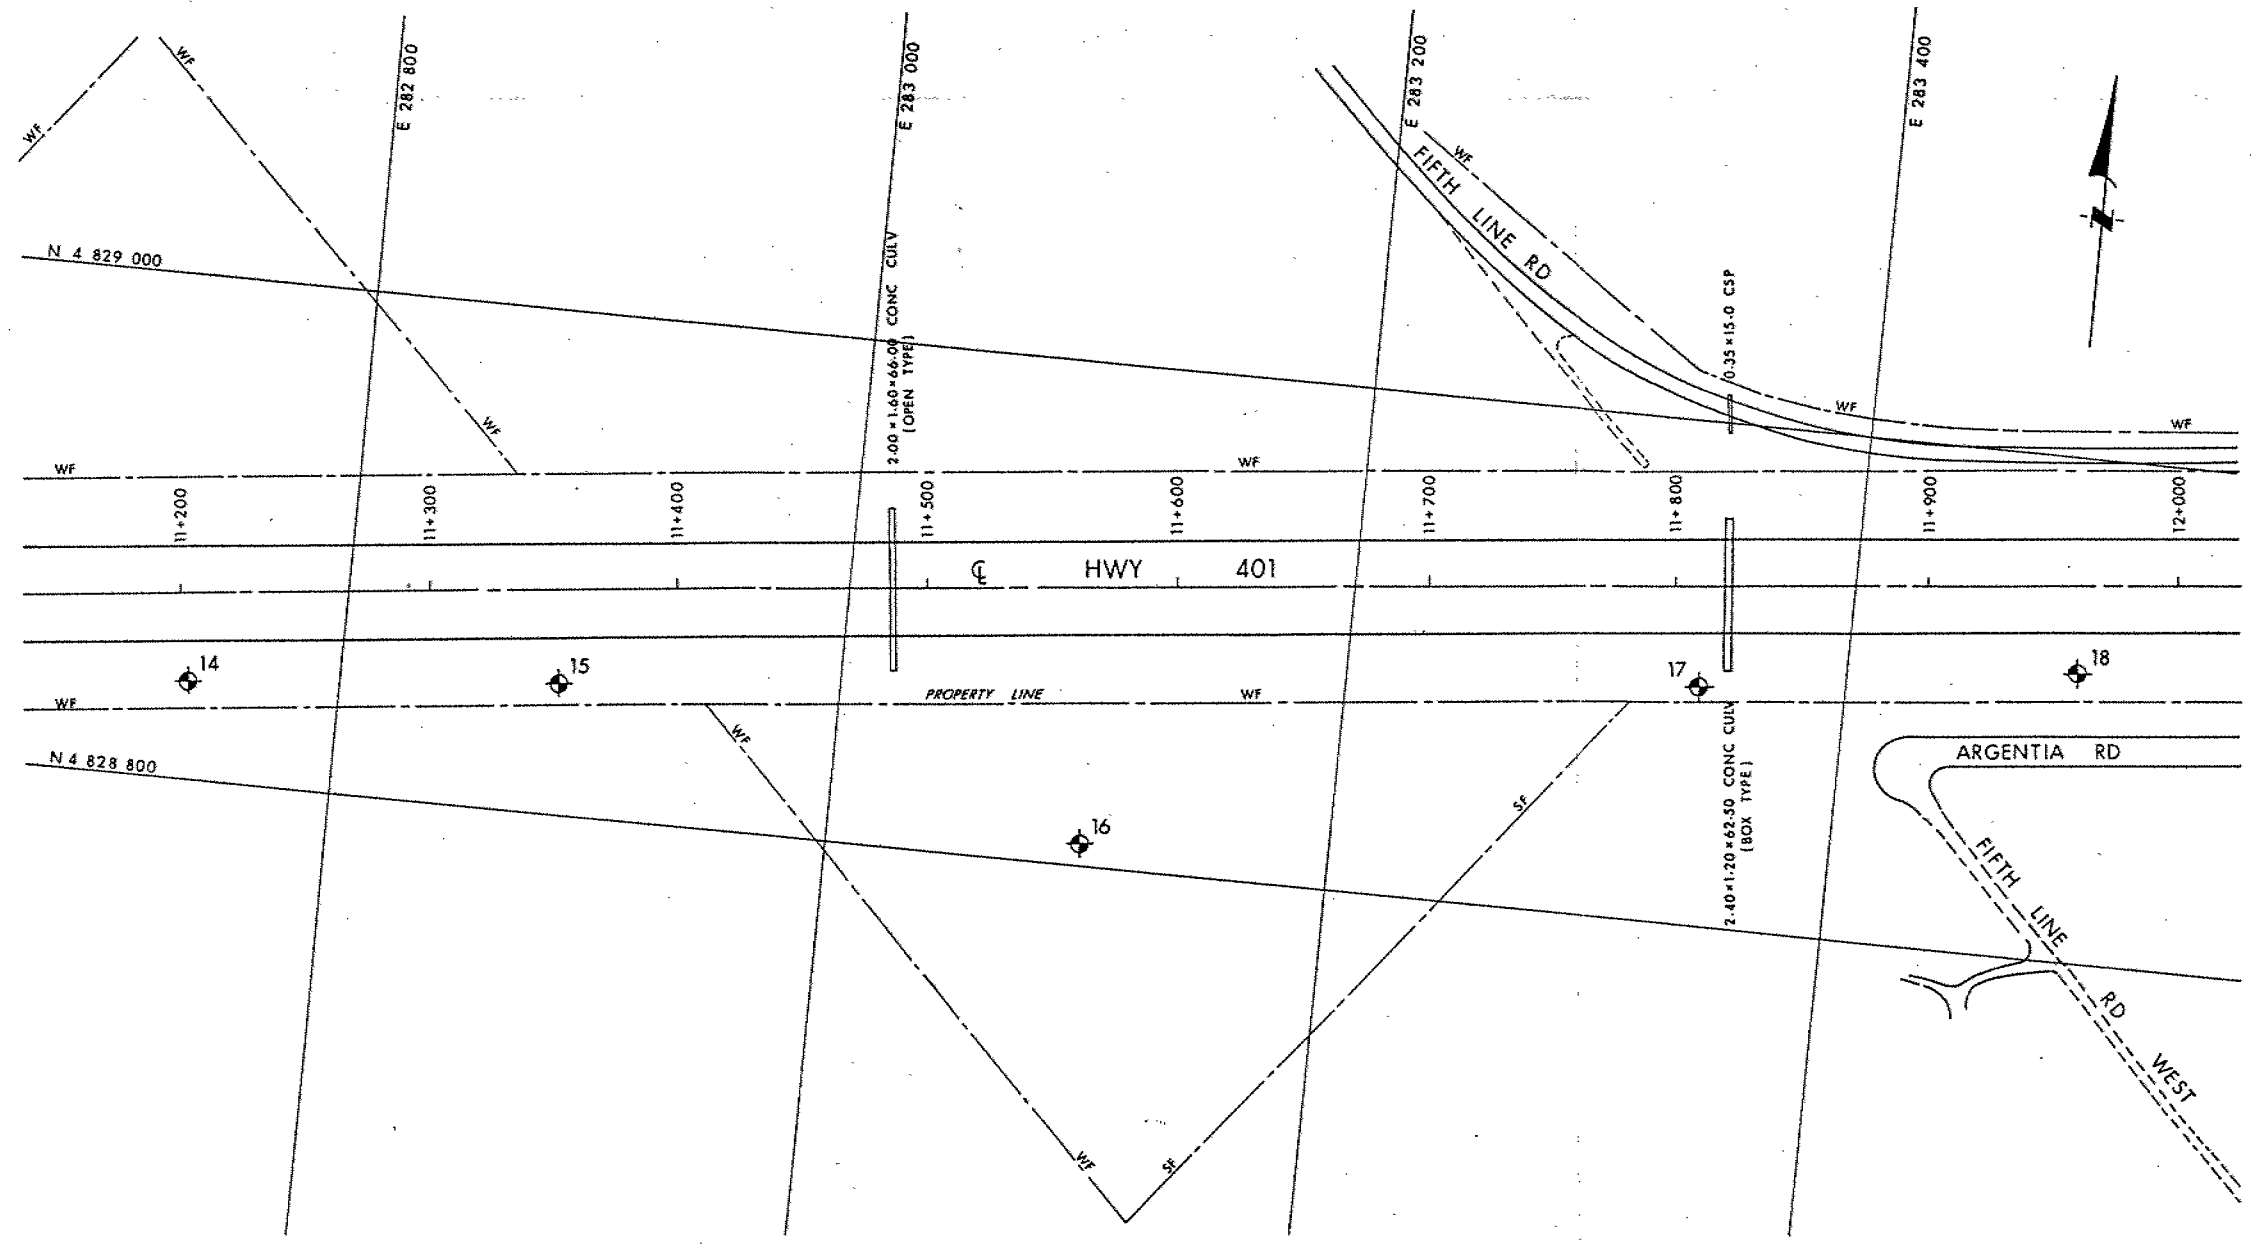 WF
WF
E 282 800
E 283 000
E 283 200
E 283 400
N
WF
FIFTH LINE RD
N 4 829 000
2.00 × 1.60 × 66.00 CONC CULV
(OPEN TYPE)
0.35 × 15.0 CSP
WF
WF
WF
WF
WF
11+200
11+300
11+400
11+500
11+600
11+700
11+800
11+900
12+000
℄ HWY 401
14
15
17
18
WF
PROPERTY LINE
WF
WF
N 4 828 800
2.40 × 1.20 × 62.50 CONC CULV
(BOX TYPE)
ARGENTIA RD
SF
16
FIFTH LINE RD WEST
WF
SF